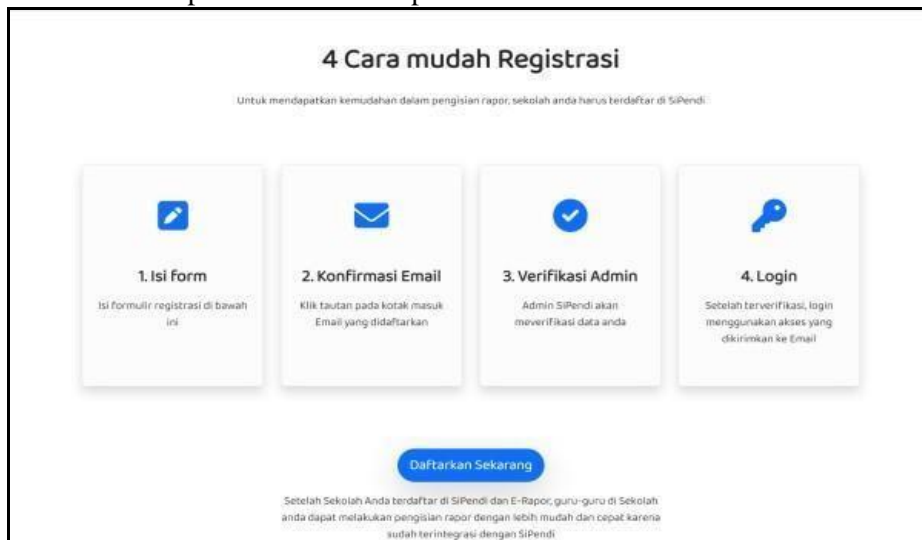 4 Cara mudah Registrasi
Untuk mendapatkan kemudahan dalam pengisian rapor, sekolah anda harus terdaftar di SiPendi
1. Isi form
Isi formulir registrasi di bawah
ini
2. Konfirmasi Email
Klik tautan pada kotak masuk
Email yang didaftarkan
3. Verifikasi Admin
Admin SiPendi akan
meverifikasi data anda
4. Login
Setelah terverifikasi, login
menggunakan akses yang
dikirimkan ke Email
Daftarkan Sekarang
Setelah Sekolah Anda terdaftar di SiPendi dan E-Rapor, guru-guru di Sekolah
anda dapat melakukan pengisian rapor dengan lebih mudah dan cepat karena
sudah terintegrasi dengan SiPendi